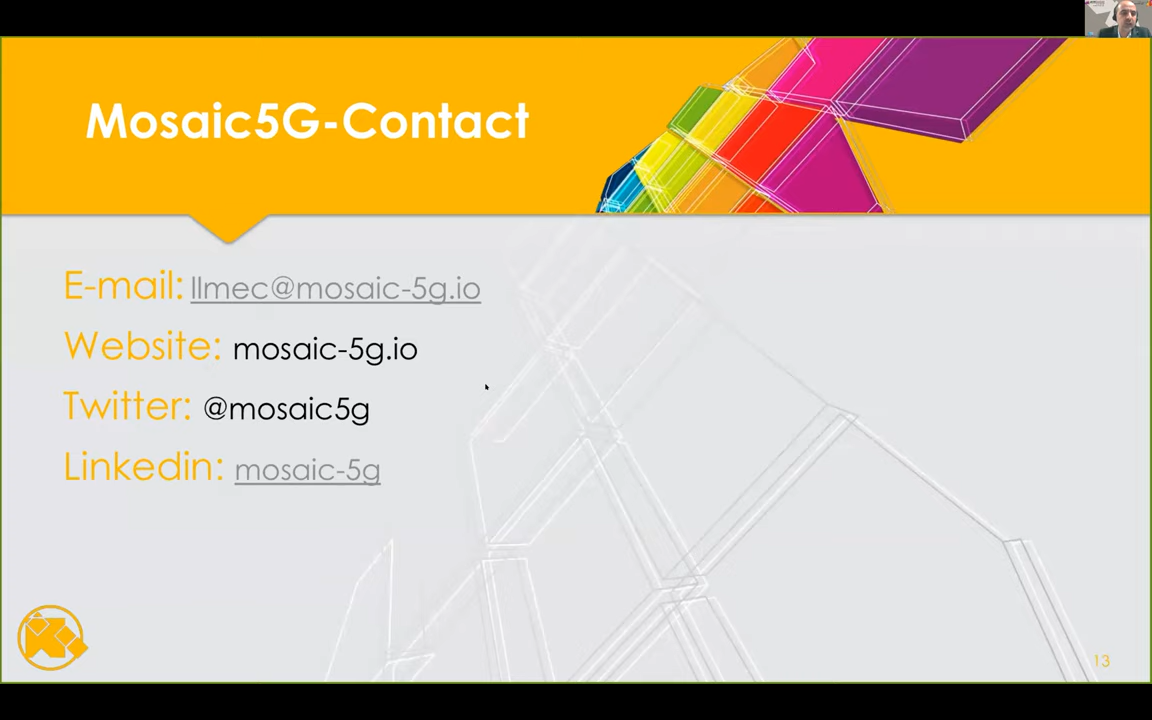 Mosaic5G-Contact
E-mail: llmec@mosaic-5g.io
Website: mosaic-5g.io
Twitter: @mosaic5g
Linkedin: mosaic-5g
13